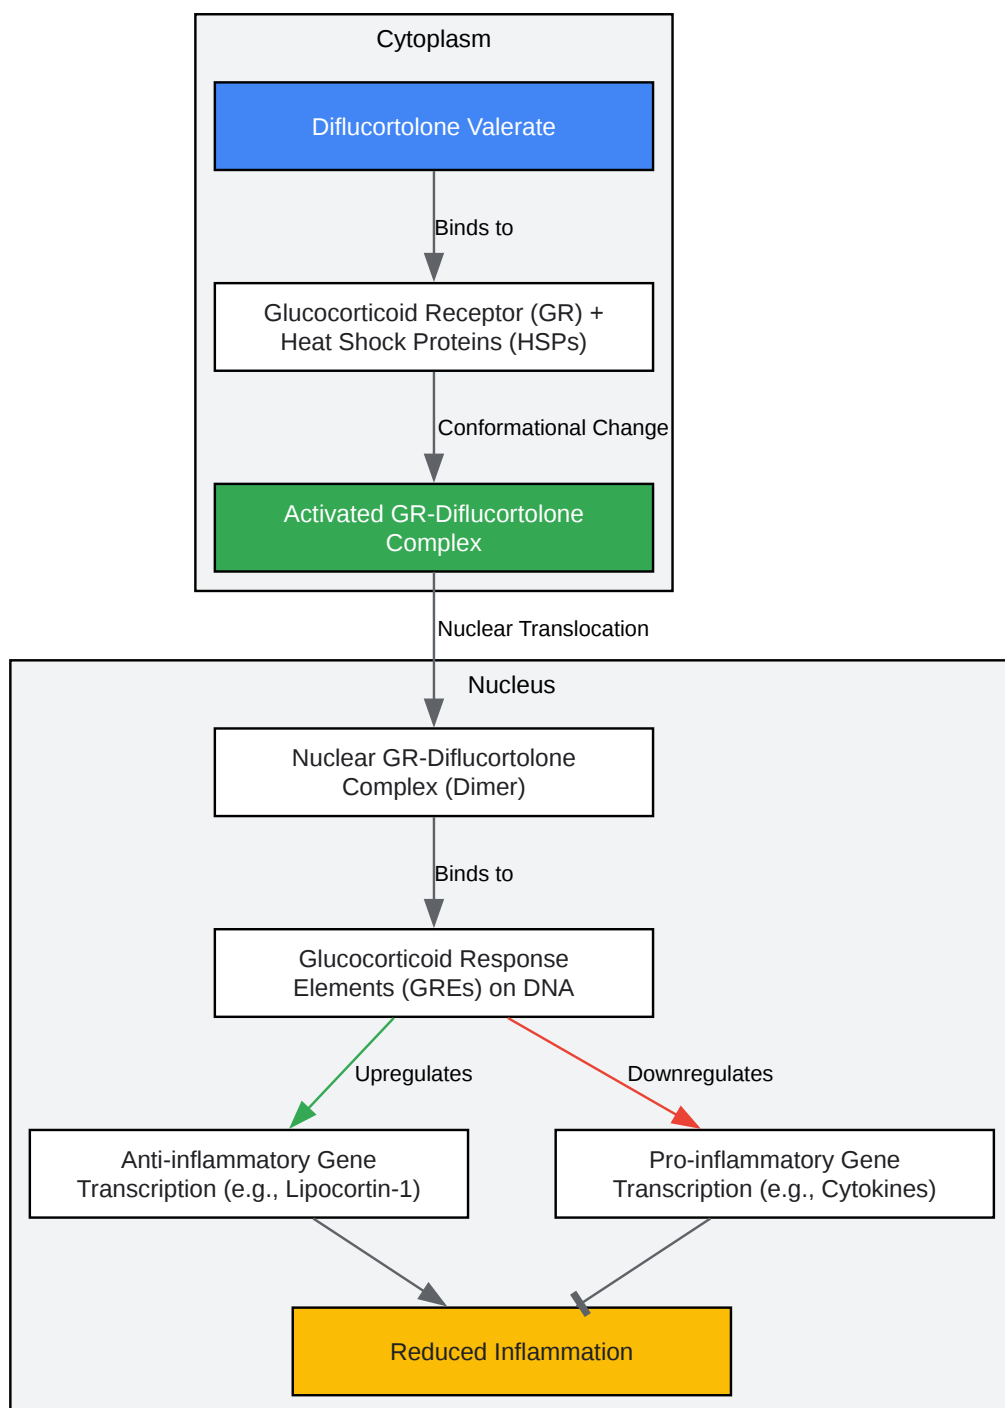 Cytoplasm
Diflucortolone Valerate
Binds to
Glucocorticoid Receptor (GR) +
Heat Shock Proteins (HSPs)
Conformational Change
Activated GR-Diflucortolone
Complex
Nuclear Translocation
Nucleus
Nuclear GR-Diflucortolone
Complex (Dimer)
Binds to
Glucocorticoid Response
Elements (GREs) on DNA
Upregulates
Downregulates
Anti-inflammatory Gene
Transcription (e.g., Lipocortin-1)
Pro-inflammatory Gene
Transcription (e.g., Cytokines)
Reduced Inflammation